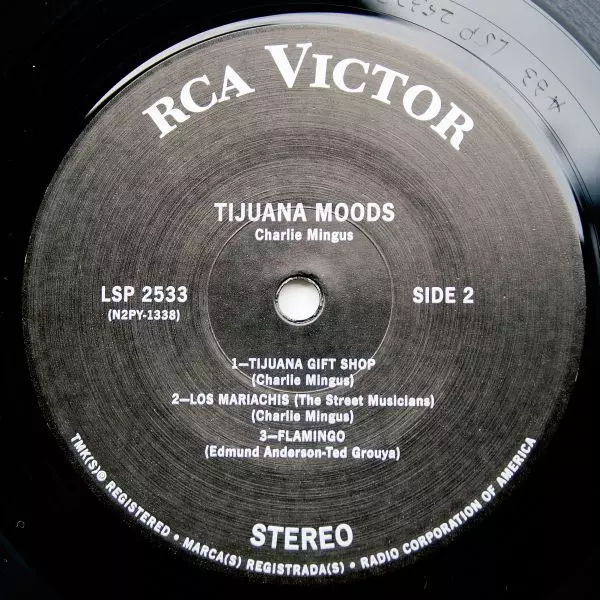 RCA VICTOR
TIJUANA MOODS
Charlie Mingus
LSP 2533
(N2PY-1338)
SIDE 2
1—TIJUANA GIFT SHOP
(Charlie Mingus)
2—LOS MARIACHIS (The Street Musicians)
(Charlie Mingus)
3—FLAMINGO
(Edmund Anderson-Ted Grouya)
STEREO
TMK(S)® REGISTERED • MARCA(S) REGISTRADA(S) • RADIO CORPORATION OF AMERICA